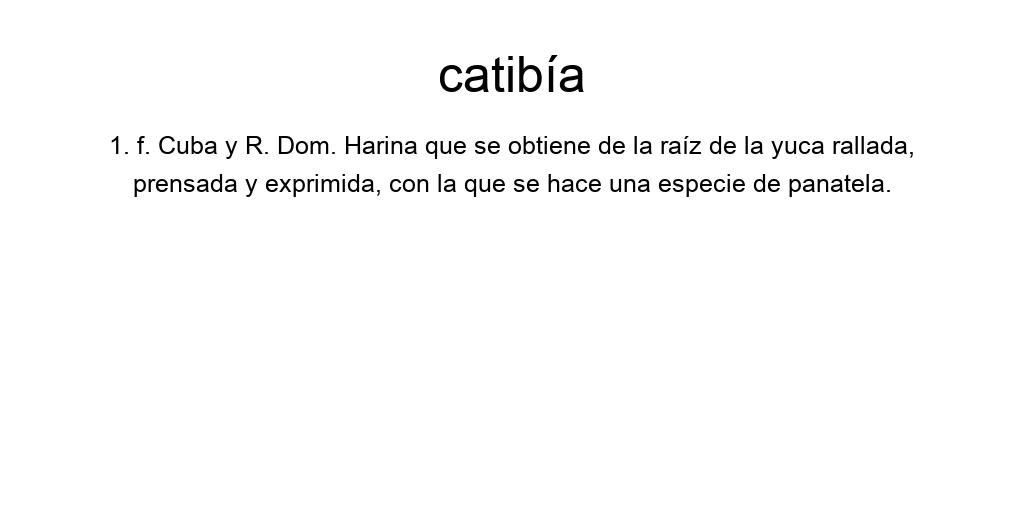 catibía
1. f. Cuba y R. Dom. Harina que se obtiene de la raíz de la yuca rallada,
prensada y exprimida, con la que se hace una especie de panatela.